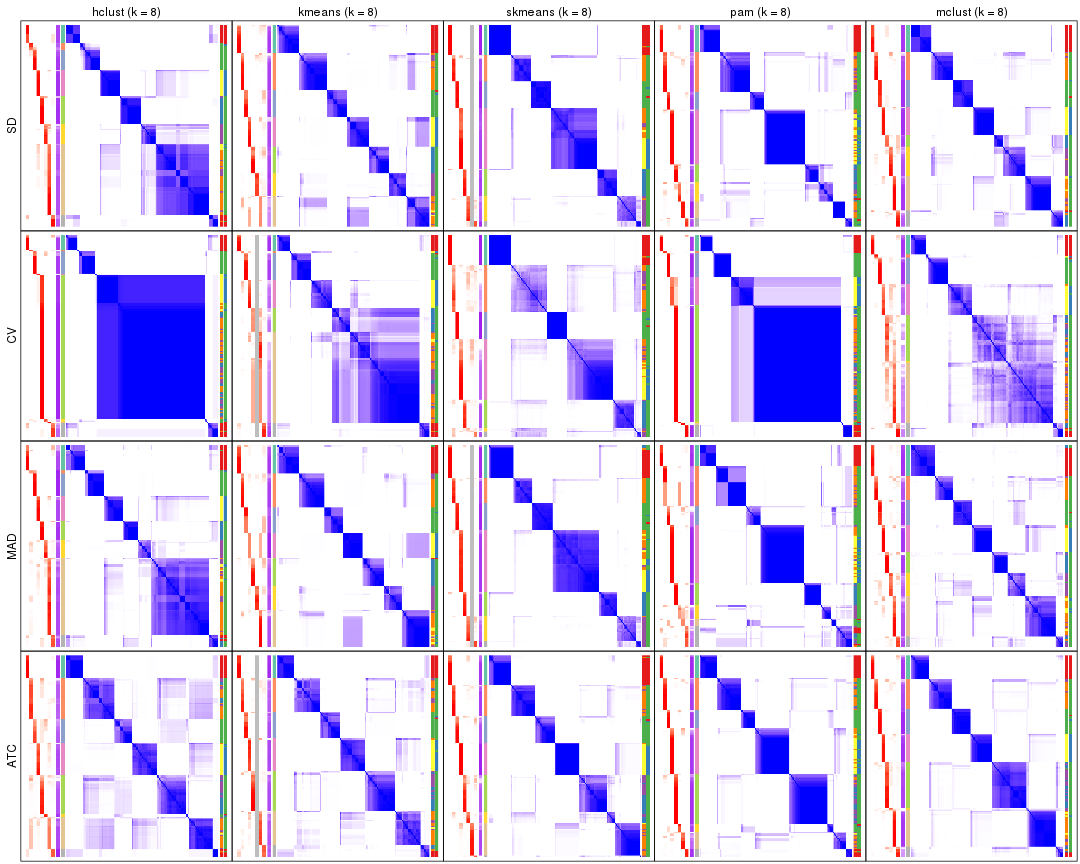 hclust (k = 8)
kmeans (k = 8)
skmeans (k = 8)
pam (k = 8)
mclust (k = 8)
SD
CV
MAD
ATC